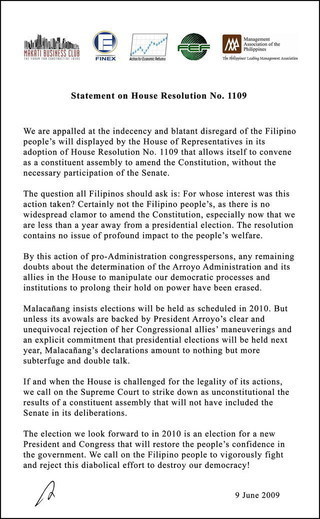 MAKATI BUSINESS CLUB
FINEX
Action for Economic Reforms
FEF
MAP
Management
Association of the
Philippines
The Philippines Leading Management Association
Statement on House Resolution No. 1109
We are appalled at the indecency and blatant disregard of the Filipino
people's will displayed by the House of Representatives in its
adoption of House Resolution No. 1109 that allows itself to convene
as a constituent assembly to amend the Constitution, without the
necessary participation of the Senate.
The question all Filipinos should ask is: For whose interest was this
action taken? Certainly not the Filipino people's, as there is no
widespread clamor to amend the Constitution, especially now that we
are less than a year away from a presidential election. The resolution
contains no issue of profound impact to the people's welfare.
By this action of pro-Administration congresspersons, any remaining
doubts about the determination of the Arroyo Administration and its
allies in the House to manipulate our democratic processes and
institutions to prolong their hold on power have been erased.
Malacañang insists elections will be held as scheduled in 2010. But
unless its avowals are backed by President Arroyo's clear and
unequivocal rejection of her Congressional allies' maneuverings and
an explicit commitment that presidential elections will be held next
year, Malacañang's declarations amount to nothing but more
subterfuge and double talk.
If and when the House is challenged for the legality of its actions,
we call on the Supreme Court to strike down as unconstitutional the
results of a constituent assembly that will not have included the
Senate in its deliberations.
The election we look forward to in 2010 is an election for a new
President and Congress that will restore the people's confidence in
the government. We call on the Filipino people to vigorously fight
and reject this diabolical effort to destroy our democracy!
9 June 2009